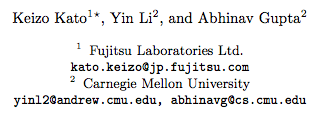 Keizo Kato¹*, Yin Li², and Abhinav Gupta²
¹ Fujitsu Laboratories Ltd.
kato.keizo@jp.fujitsu.com
² Carnegie Mellon University
yinl2@andrew.cmu.edu, abhinavg@cs.cmu.edu